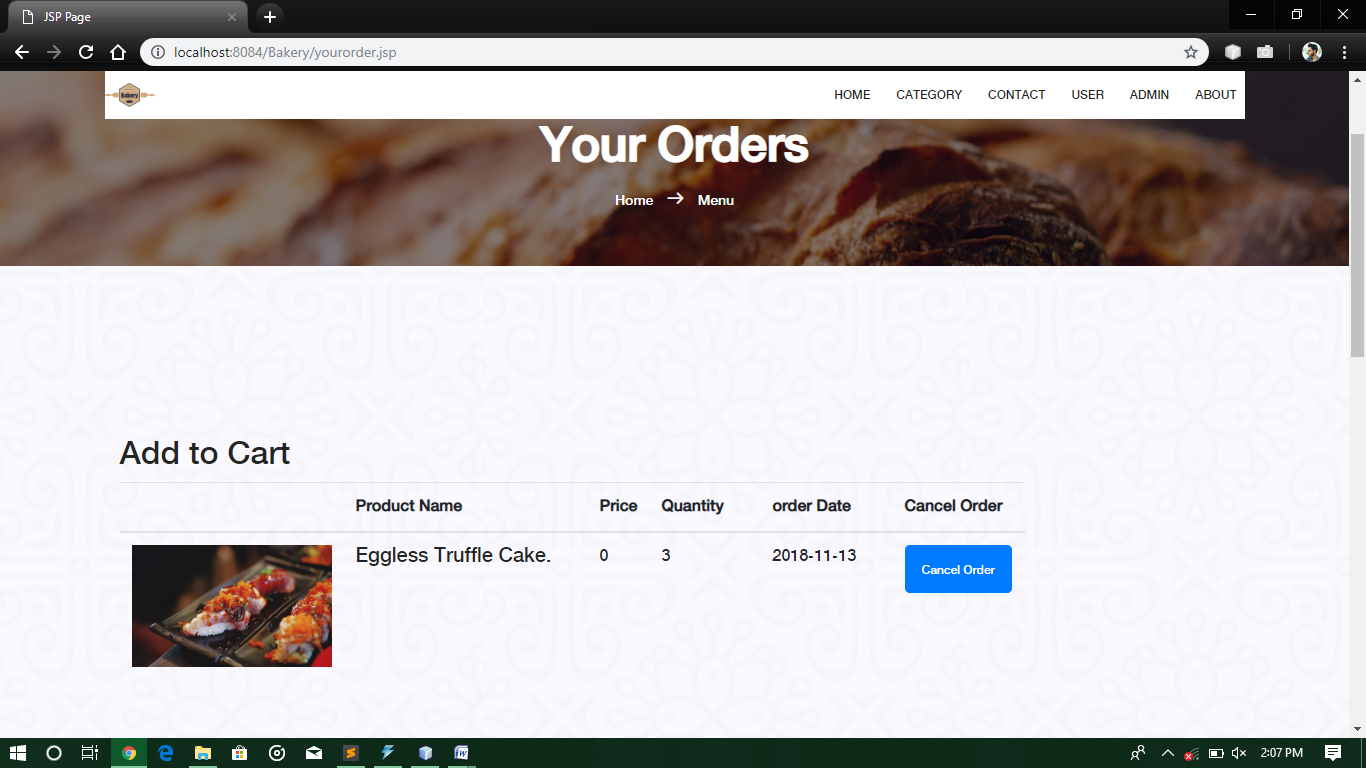 JSP Page
localhost:8084/Bakery/yourorder.jsp
Bakery
HOME CATEGORY CONTACT USER ADMIN ABOUT
Your Orders
Home → Menu
Add to Cart
Product Name Price Quantity order Date Cancel Order
Eggless Truffle Cake. 0 3 2018-11-13 Cancel Order
2:07 PM